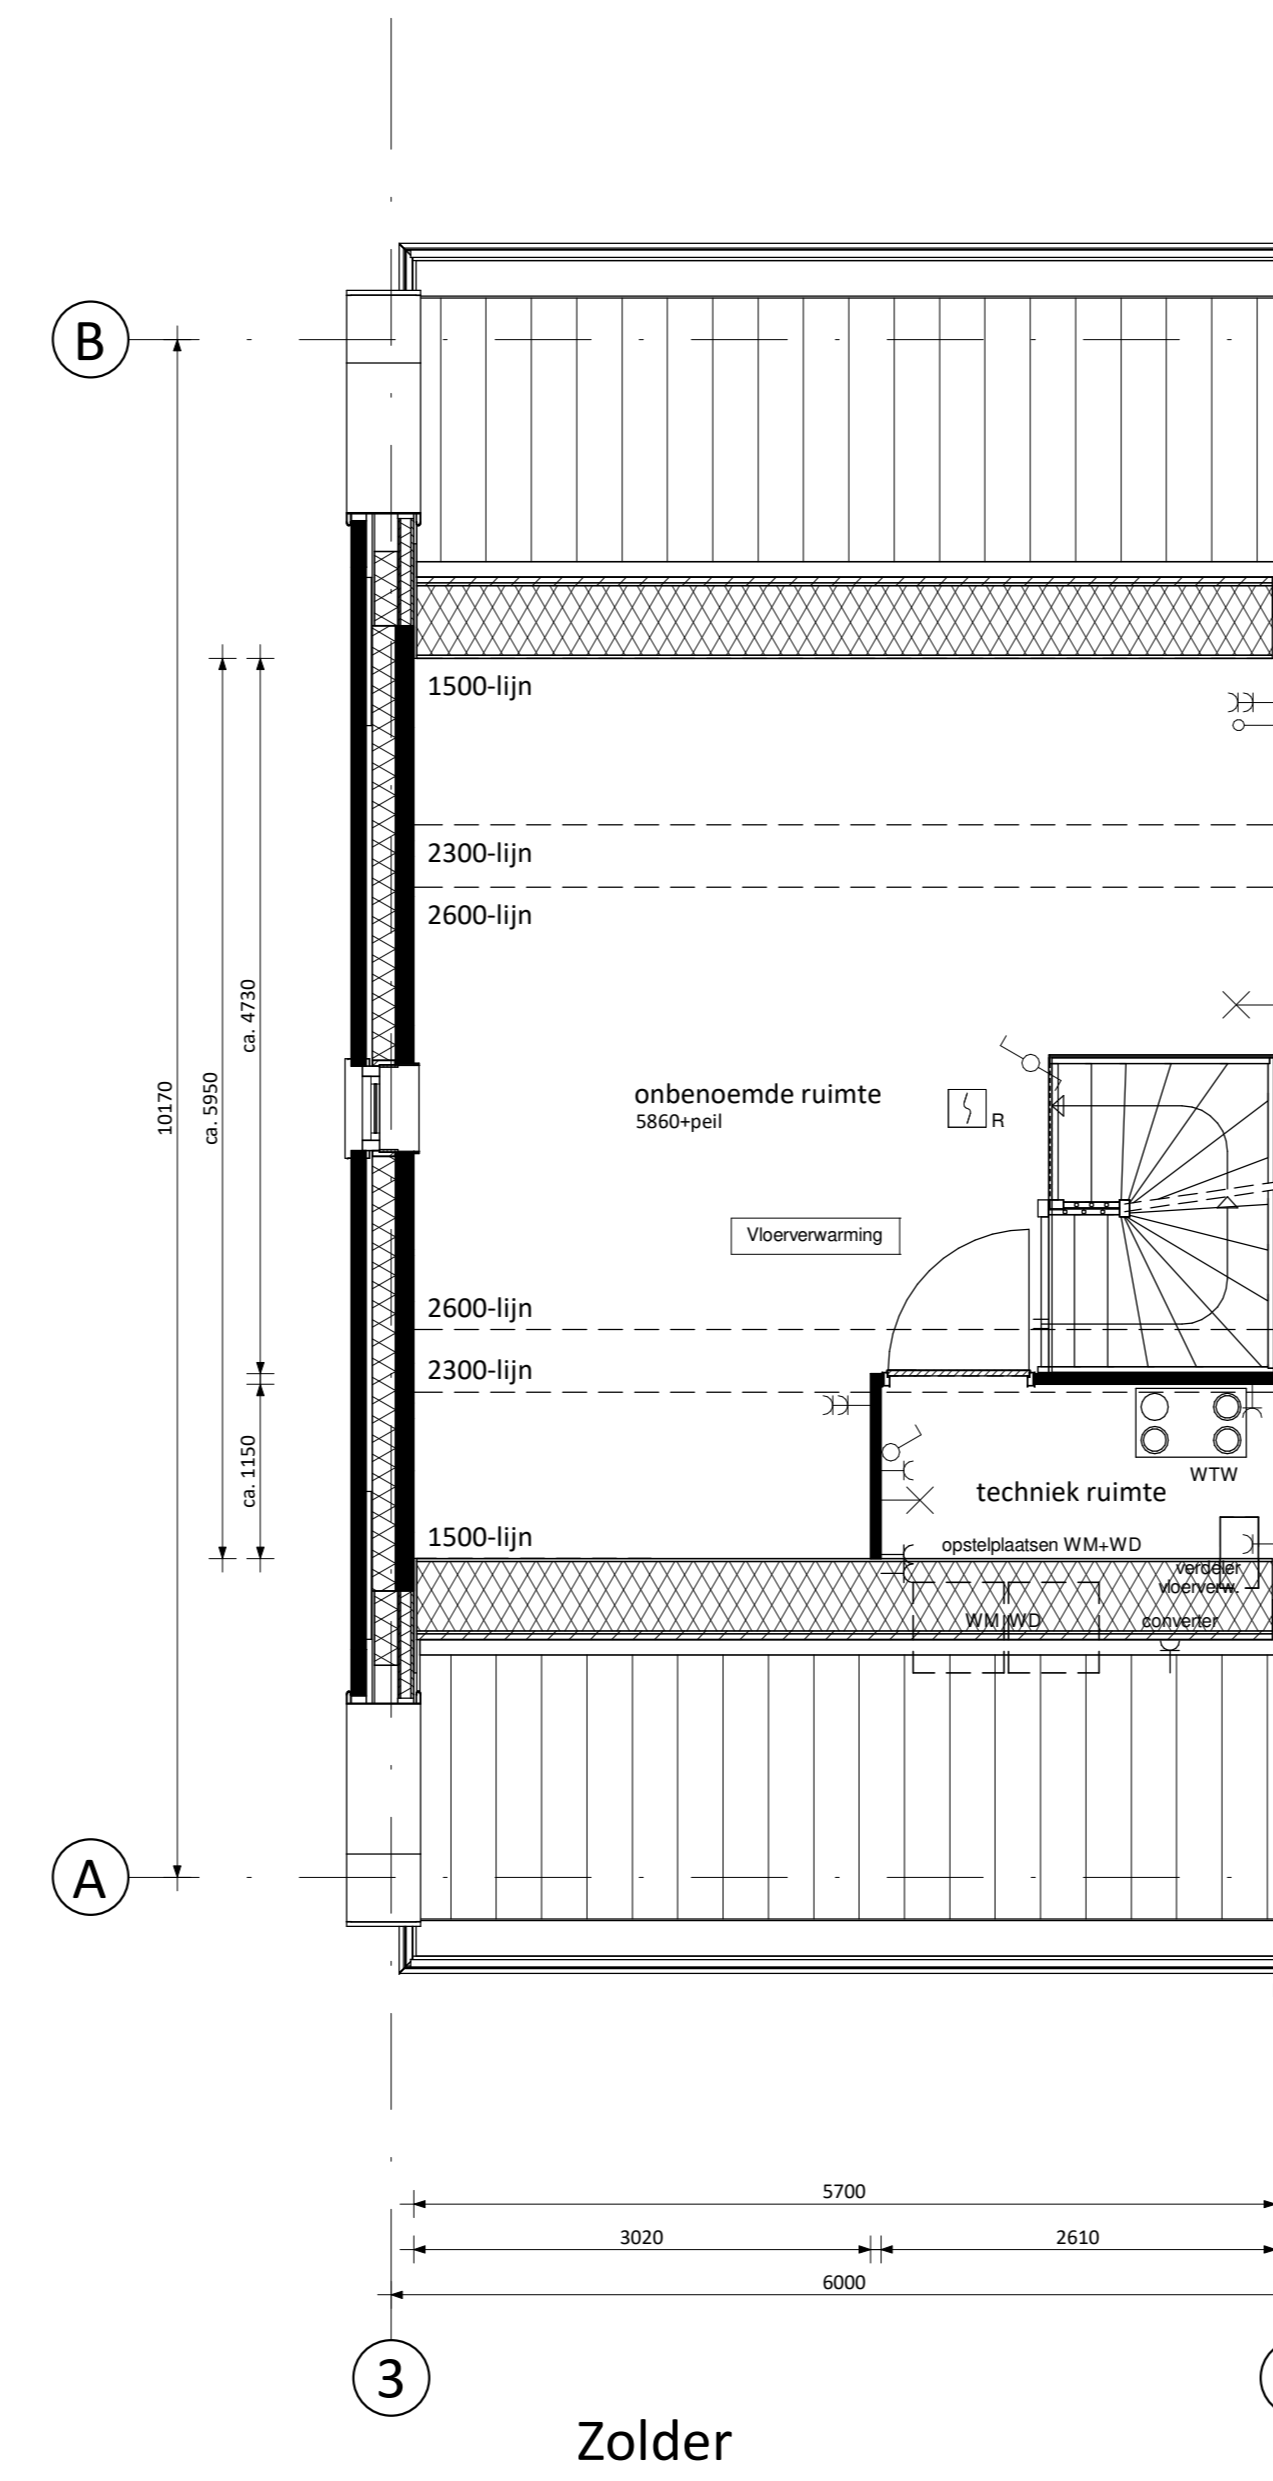 B
1500-lijn
2300-lijn
2600-lijn
ca. 4730
10170
ca. 5950
onbenoemde ruimte
5860+peil
R
Vloerverwarming
2600-lijn
2300-lijn
ca. 1150
WTW
techniek ruimte
1500-lijn
opstelplaatsen WM+WD
verdeler
vloerverw.
WM
WD
converter
A
5700
3020
2610
6000
3
Zolder